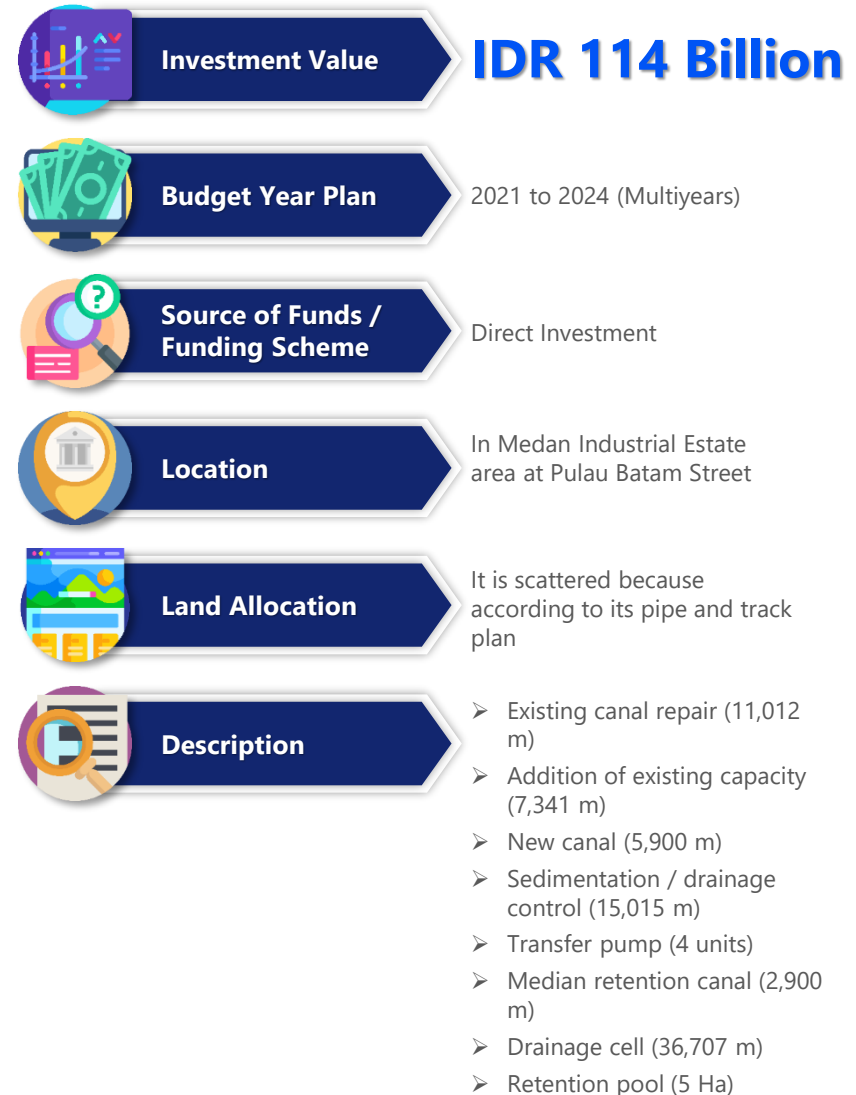 Investment Value
IDR 114 Billion
Budget Year Plan
2021 to 2024 (Multiyears)
?
Source of Funds /
Funding Scheme
Direct Investment
Location
In Medan Industrial Estate
area at Pulau Batam Street
Land Allocation
It is scattered because
according to its pipe and track
plan
Description
➢ Existing canal repair (11,012
m)
➢ Addition of existing capacity
(7,341 m)
➢ New canal (5,900 m)
➢ Sedimentation / drainage
control (15,015 m)
➢ Transfer pump (4 units)
➢ Median retention canal (2,900
m)
➢ Drainage cell (36,707 m)
➢ Retention pool (5 Ha)